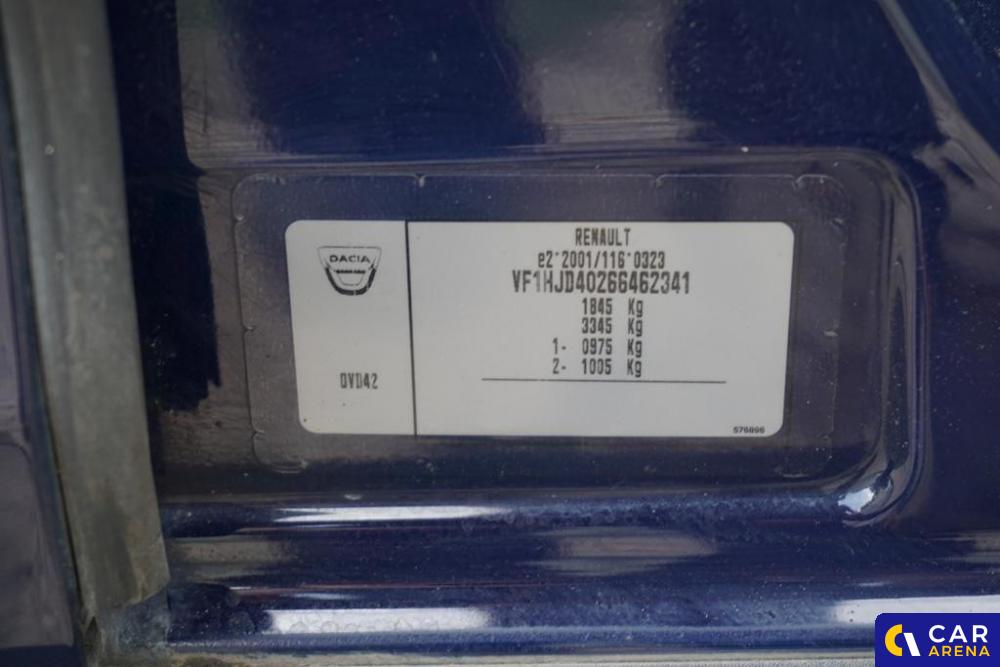 DACIA
0VD42
RENAULT
e2*2001/116*0323
VF1HJD40266462341
1845 Kg
3345 Kg
1- 0975 Kg
2- 1005 Kg
576896
CAR
ARENA